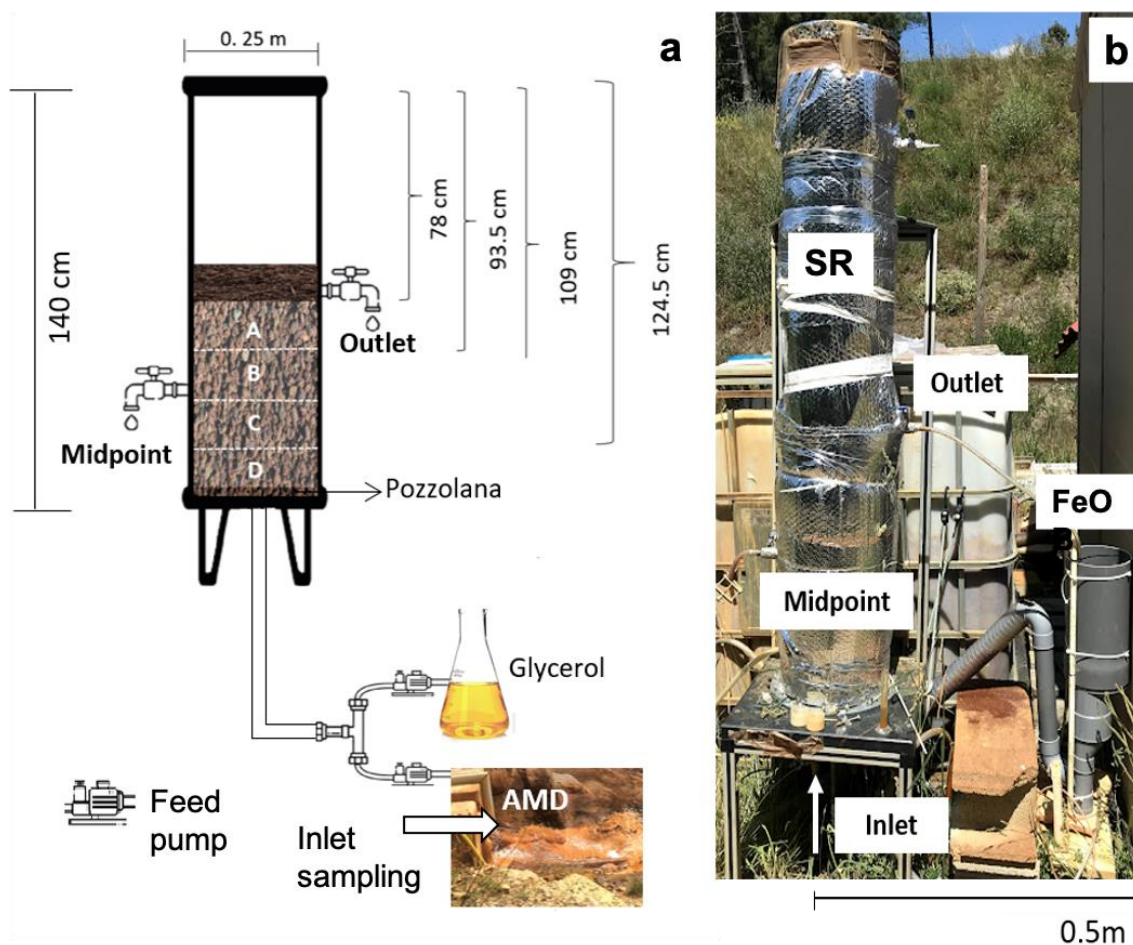 0. 25 m
a
140 cm
78 cm
93.5 cm
109 cm
124.5 cm
A
B
C
D
Outlet
Midpoint
Pozzolana
Glycerol
Feed
pump
AMD
Inlet
sampling
b
SR
Outlet
FeO
Midpoint
Inlet
0.5m